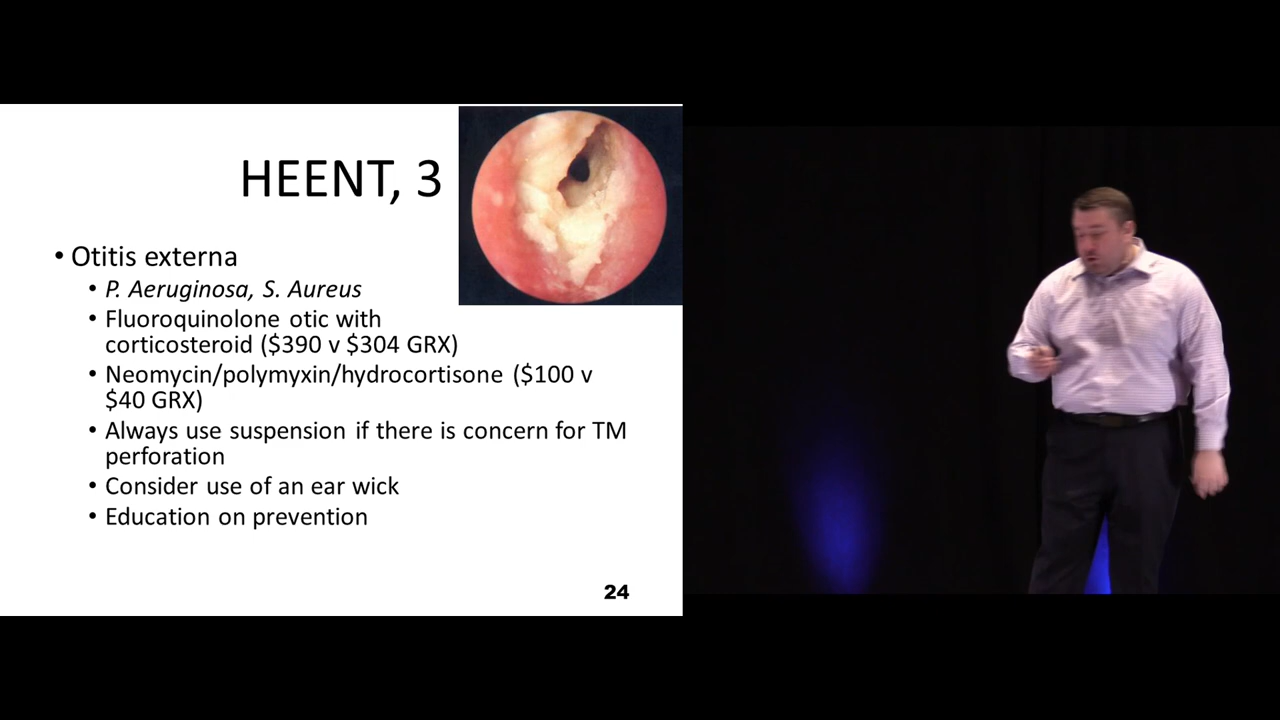 HEENT, 3
• Otitis externa
• P. Aeruginosa, S. Aureus
• Fluoroquinolone otic with
corticosteroid ($390 v $304 GRX)
• Neomycin/polymyxin/hydrocortisone ($100 v
$40 GRX)
• Always use suspension if there is concern for TM
perforation
• Consider use of an ear wick
• Education on prevention
24